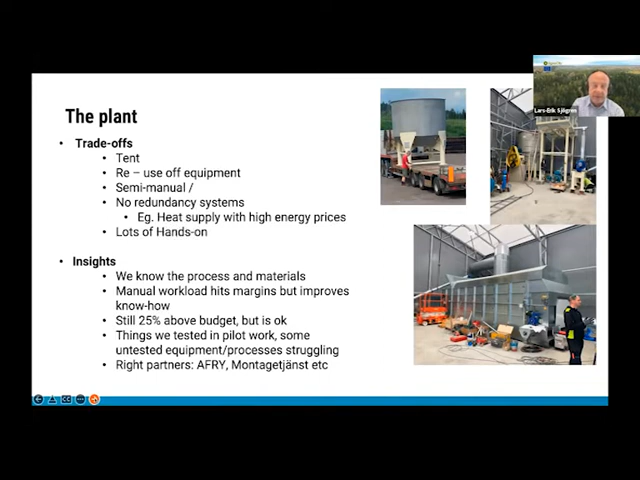 Lars-Erik Sjögren
The plant
• Trade-offs
• Tent
• Re – use off equipment
• Semi-manual /
• No redundancy systems
• Eg. Heat supply with high energy prices
• Lots of Hands-on
• Insights
• We know the process and materials
• Manual workload hits margins but improves
know-how
• Still 25% above budget, but is ok
• Things we tested in pilot work, some
untested equipment/processes struggling
• Right partners: AFRY, Montagetjänst etc